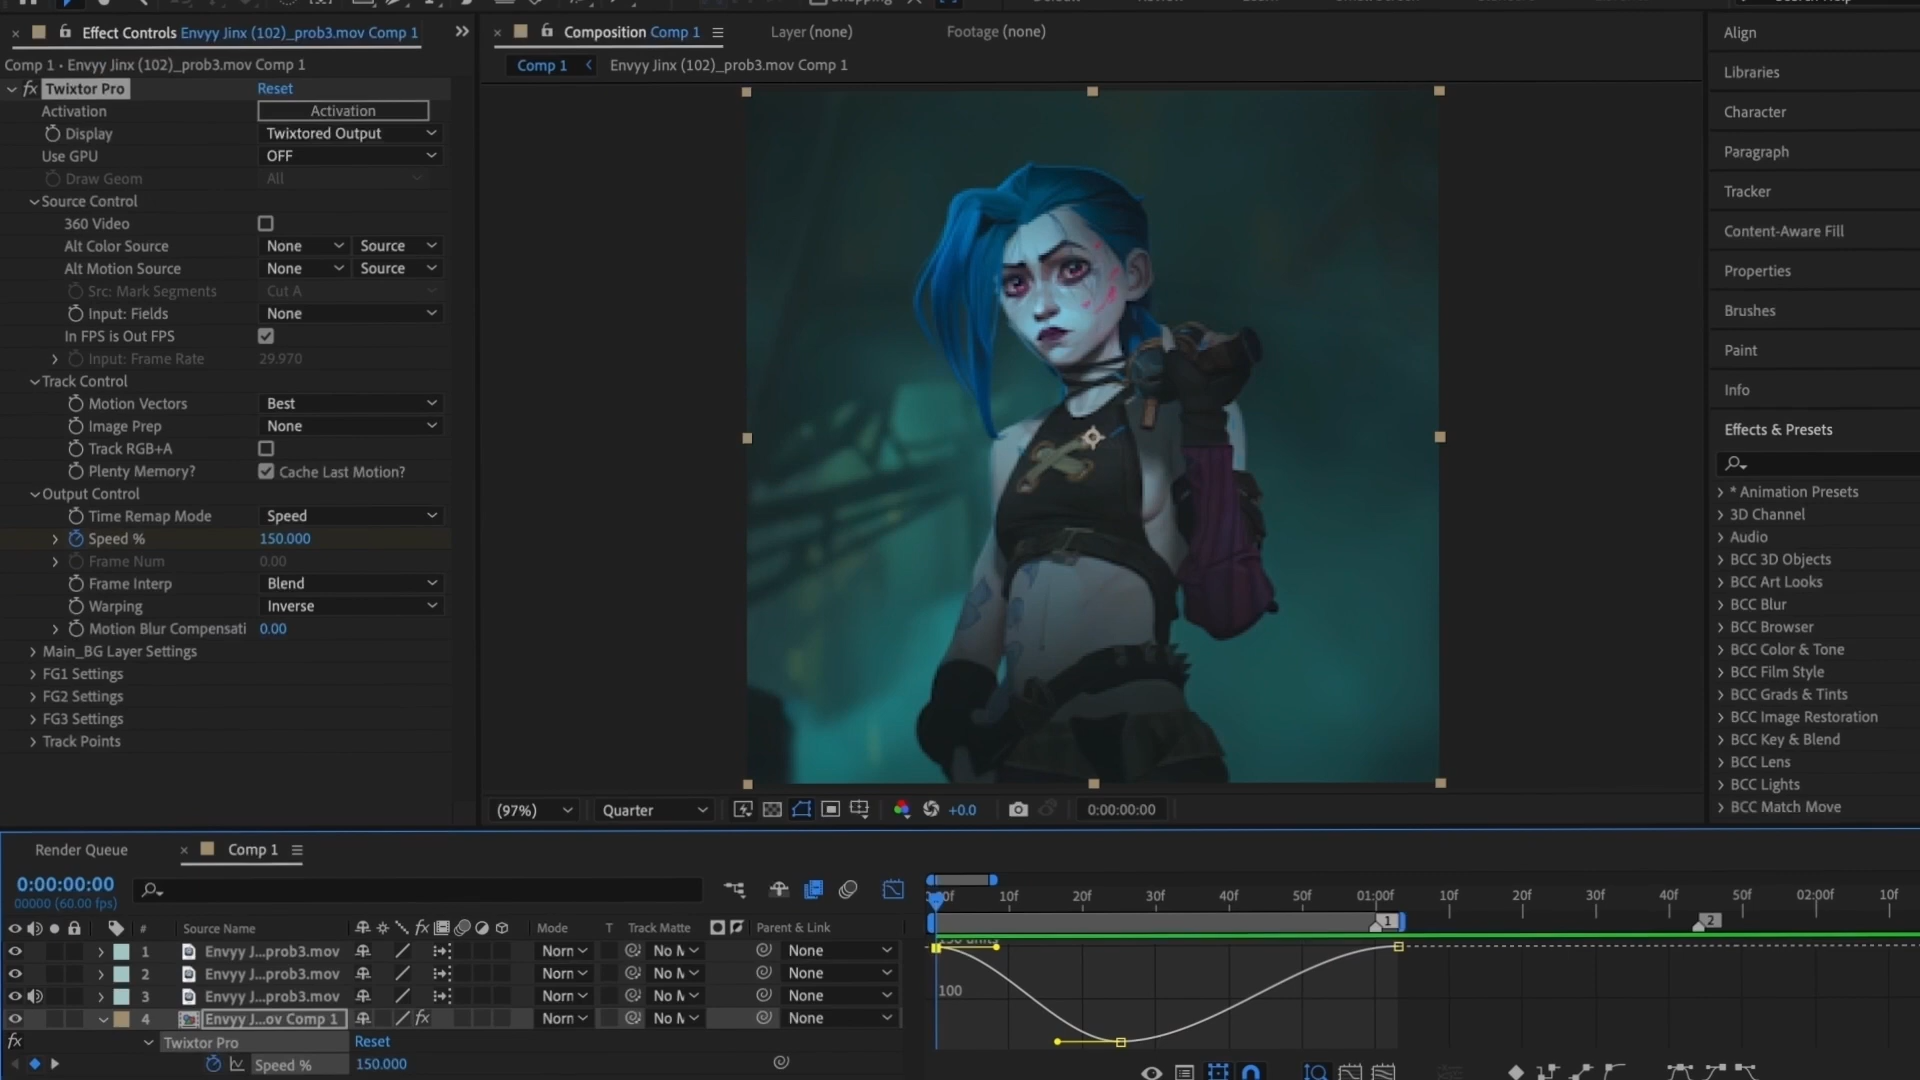 Effect Controls Envyy Jinx (102)_prob3.mov Comp 1
Composition Comp 1
Layer (none)
Footage (none)
Comp 1 • Envyy Jinx (102)_prob3.mov Comp 1
Comp 1
Envyy Jinx (102)_prob3.mov Comp 1
fx Twixtor Pro Reset
Activation Activation
Display Twixtored Output
Use GPU OFF
Draw Geom All
Source Control
360 Video
Alt Color Source None Source
Alt Motion Source None Source
Src: Mark Segments Cut A
Input: Fields None
In FPS is Out FPS
Input: Frame Rate 29.970
Track Control
Motion Vectors Best
Image Prep None
Track RGB+A
Plenty Memory? Cache Last Motion?
Output Control
Time Remap Mode Speed
Speed % 150.000
Frame Num 0.00
Frame Interp Blend
Warping Inverse
Motion Blur Compensati 0.00
Main_BG Layer Settings
FG1 Settings
FG2 Settings
FG3 Settings
Track Points
(97%) Quarter +0.0 0:00:00:00
Align
Libraries
Character
Paragraph
Tracker
Content-Aware Fill
Properties
Brushes
Paint
Info
Effects & Presets
* Animation Presets
3D Channel
Audio
BCC 3D Objects
BCC Art Looks
BCC Blur
BCC Browser
BCC Color & Tone
BCC Film Style
BCC Grads & Tints
BCC Image Restoration
BCC Key & Blend
BCC Lens
BCC Lights
BCC Match Move
Render Queue Comp 1
0:00:00:00
00000 (60.00 fps)
10f 20f 30f 40f 50f 01:00f 10f 20f 30f 40f 50f 02:00f 10f
1 2
# Source Name fx Mode T Track Matte Parent & Link
1 Envyy J...prob3.mov Norn No M None
2 Envyy J...prob3.mov Norn No M None
3 Envyy J...prob3.mov Norn No M None
4 Envyy J...ov Comp 1 fx Norn No M None
fx Twixtor Pro Reset
Speed % 150.000
100